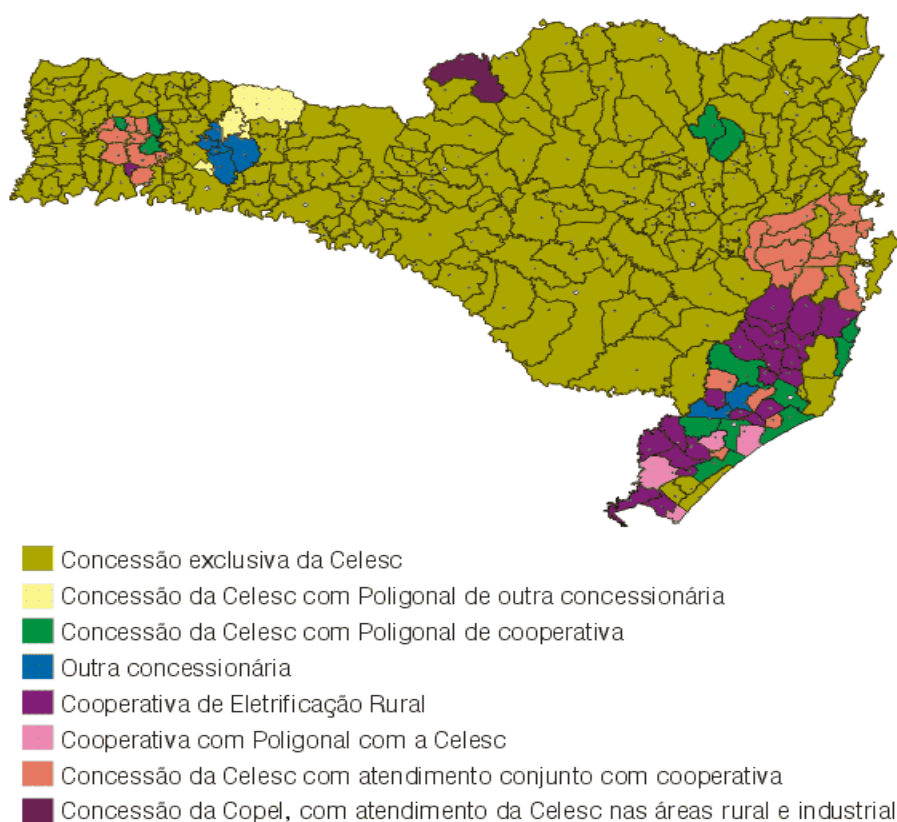 Concessão exclusiva da Celesc
Concessão da Celesc com Poligonal de outra concessionária
Concessão da Celesc com Poligonal de cooperativa
Outra concessionária
Cooperativa de Eletrificação Rural
Cooperativa com Poligonal com a Celesc
Concessão da Celesc com atendimento conjunto com cooperativa
Concessão da Copel, com atendimento da Celesc nas áreas rural e industrial